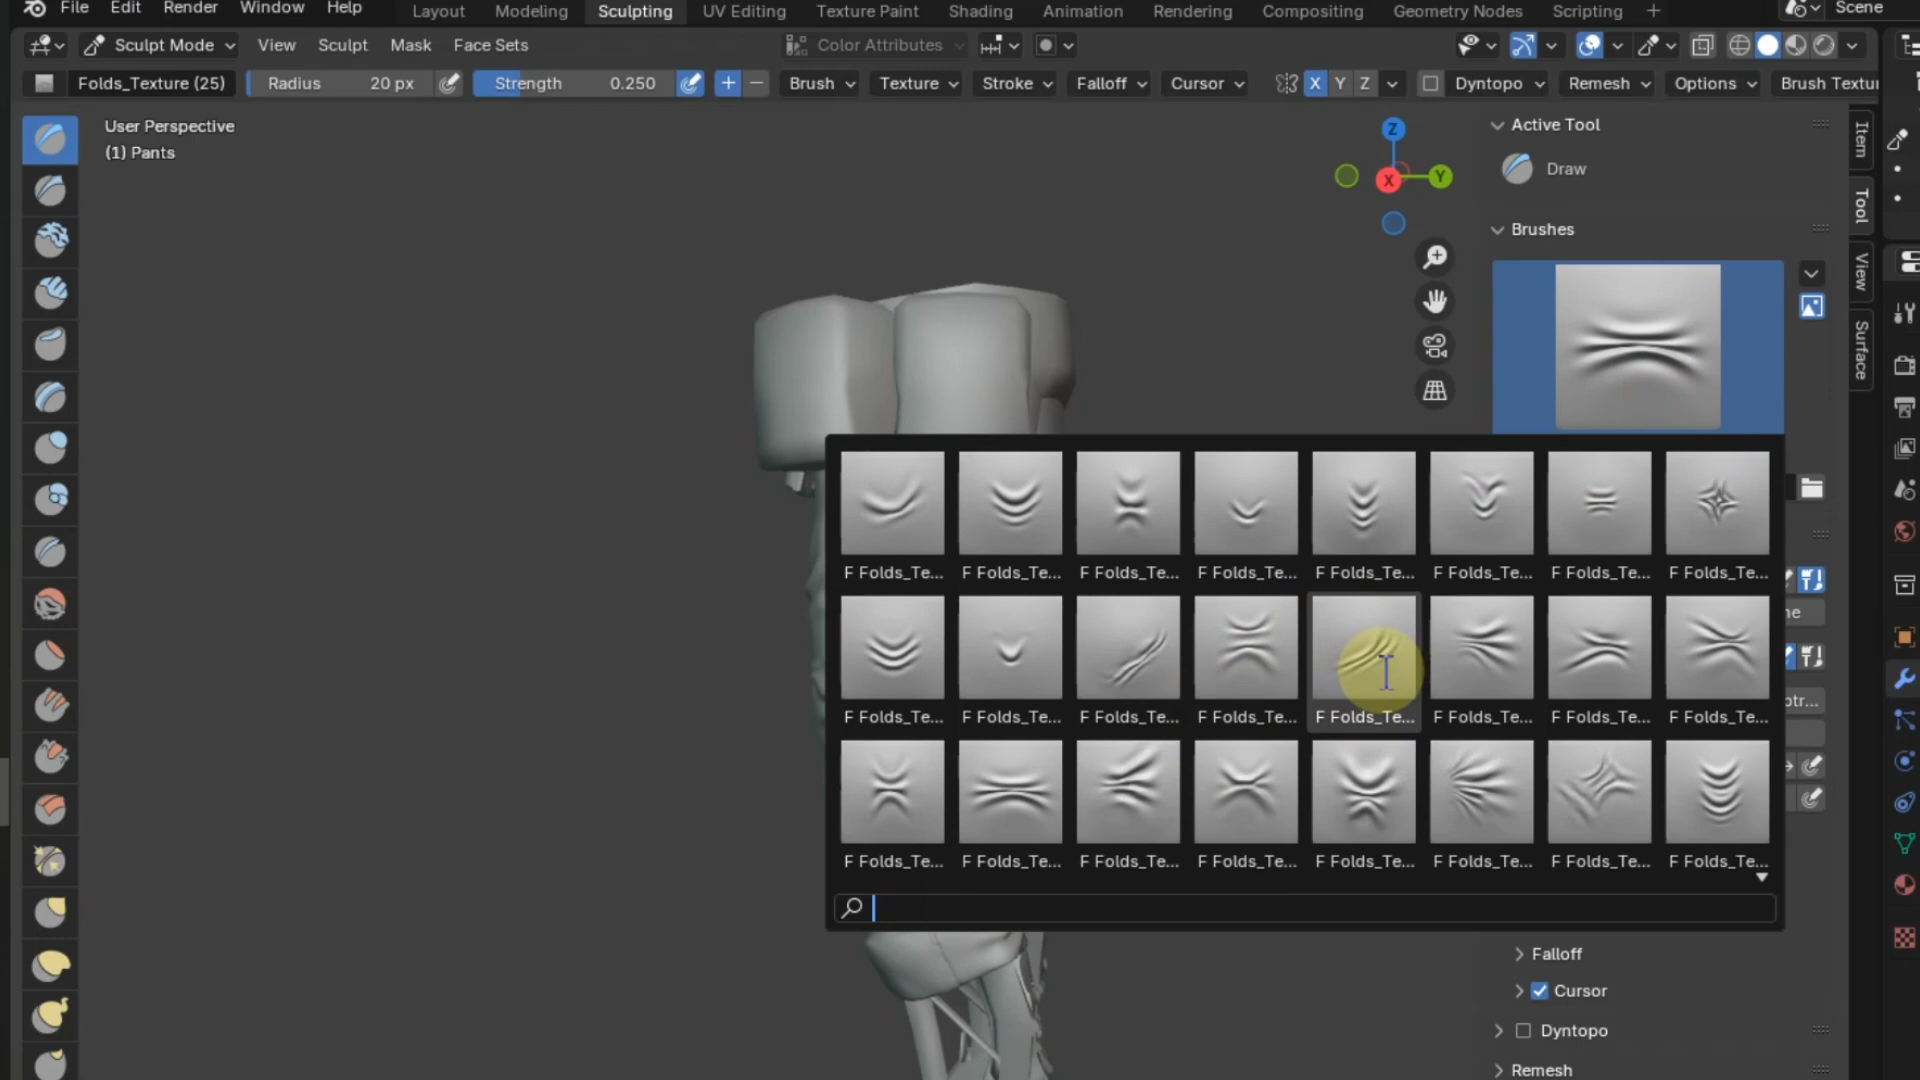 File Edit Render Window Help Layout Modeling Sculpting UV Editing Texture Paint Shading Animation Rendering Compositing Geometry Nodes Scripting + Scene
Sculpt Mode View Sculpt Mask Face Sets Color Attributes
Folds_Texture (25) Radius 20 px Strength 0.250 + − Brush Texture Stroke Falloff Cursor X Y Z Dyntopo Remesh Options Brush Textu
User Perspective
(1) Pants
Z
X
Y
Active Tool
Draw
Brushes
Item
Tool
View
Surface
F Folds_Te... F Folds_Te... F Folds_Te... F Folds_Te... F Folds_Te... F Folds_Te... F Folds_Te... F Folds_Te...
F Folds_Te... F Folds_Te... F Folds_Te... F Folds_Te... F Folds_Te... F Folds_Te... F Folds_Te... F Folds_Te...
F Folds_Te... F Folds_Te... F Folds_Te... F Folds_Te... F Folds_Te... F Folds_Te... F Folds_Te... F Folds_Te...
Falloff
Cursor
Dyntopo
Remesh